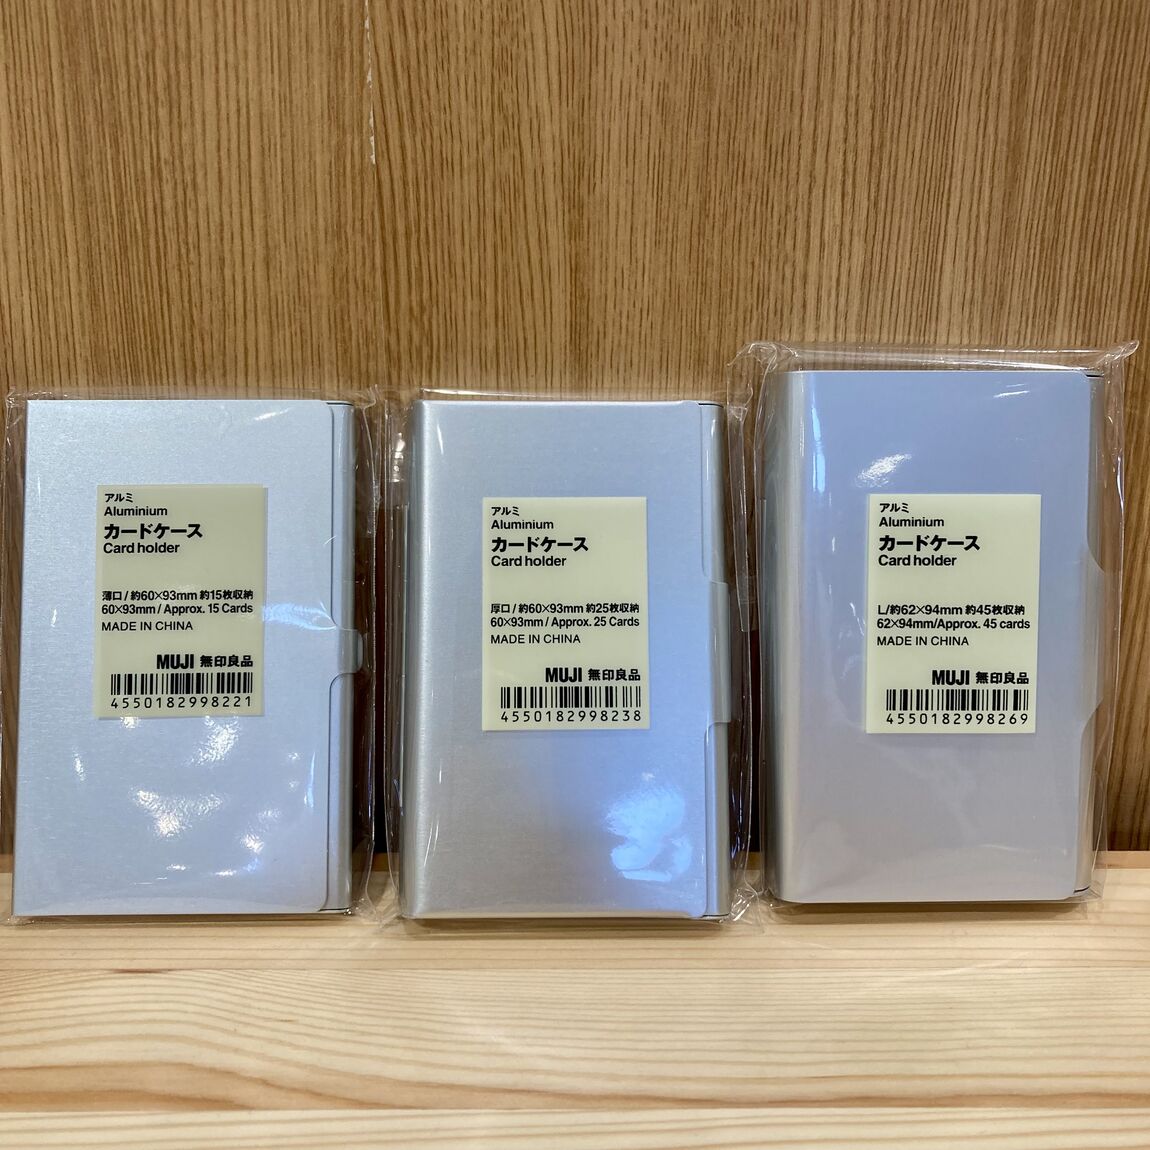 アルミ
Aluminium
カードケース
Card holder
薄口/約60×93mm 約15枚収納
60×93mm/Approx. 15 Cards
MADE IN CHINA
MUJI 無印良品
4550182998221
アルミ
Aluminium
カードケース
Card holder
厚口/約60×93mm 約25枚収納
60×93mm/Approx. 25 Cards
MADE IN CHINA
MUJI 無印良品
4550182998238
アルミ
Aluminium
カードケース
Card holder
L/約62×94mm 約45枚収納
62×94mm/Approx. 45 cards
MADE IN CHINA
MUJI 無印良品
4550182998269